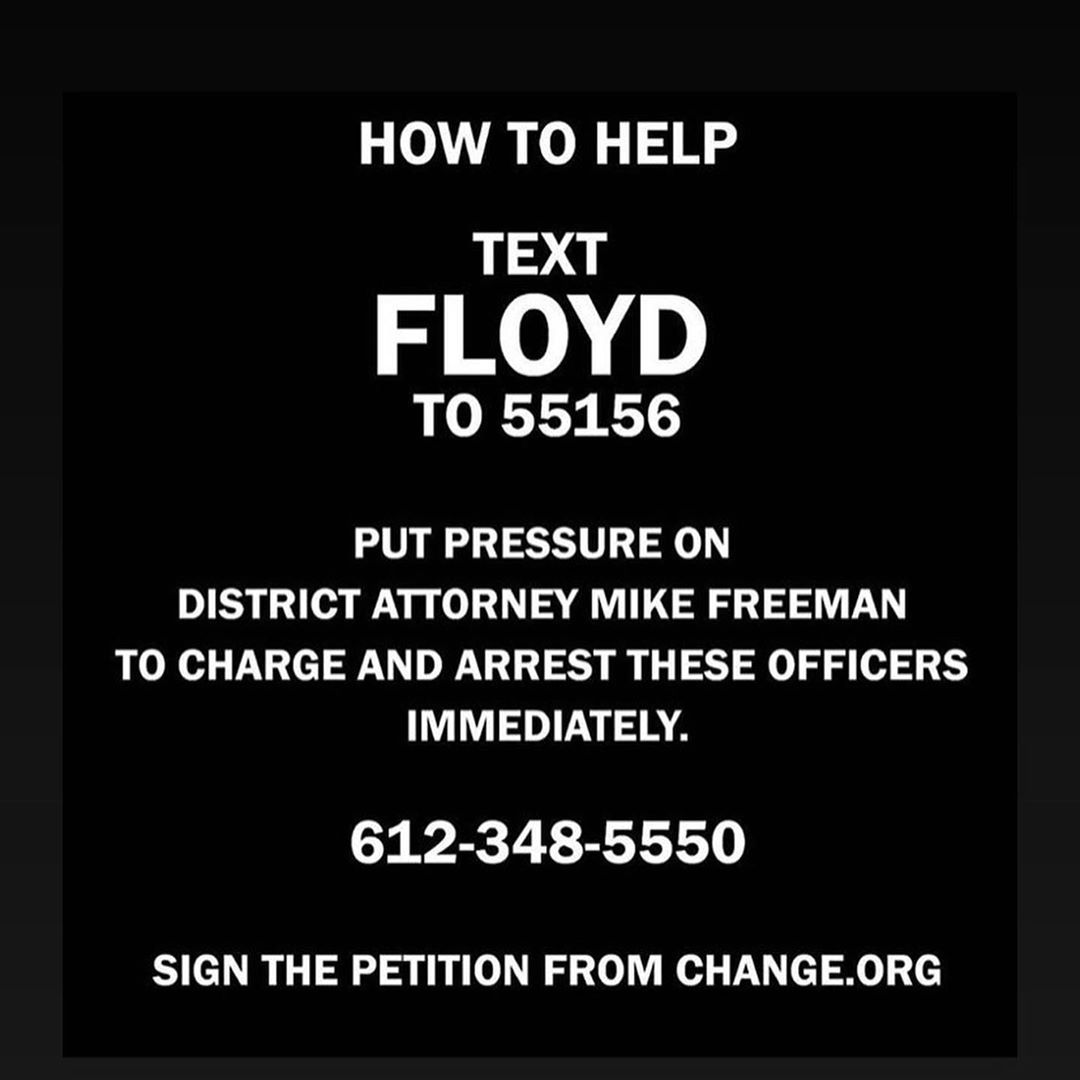 HOW TO HELP
TEXT
FLOYD
TO 55156
PUT PRESSURE ON
DISTRICT ATTORNEY MIKE FREEMAN
TO CHARGE AND ARREST THESE OFFICERS
IMMEDIATELY.
612-348-5550
SIGN THE PETITION FROM CHANGE.ORG